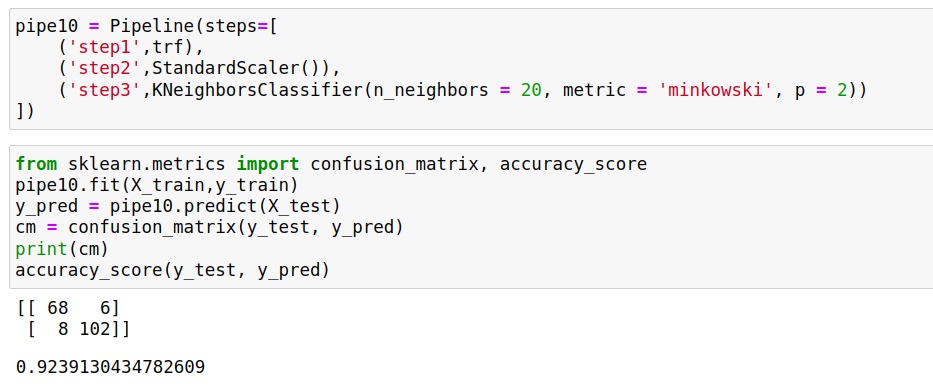 pipe10 = Pipeline(steps=[
    ('step1',trf),
    ('step2',StandardScaler()),
    ('step3',KNeighborsClassifier(n_neighbors = 20, metric = 'minkowski', p = 2))
])
from sklearn.metrics import confusion_matrix, accuracy_score
pipe10.fit(X_train,y_train)
y_pred = pipe10.predict(X_test)
cm = confusion_matrix(y_test, y_pred)
print(cm)
accuracy_score(y_test, y_pred)
[[ 68   6]
 [  8 102]]
0.9239130434782609